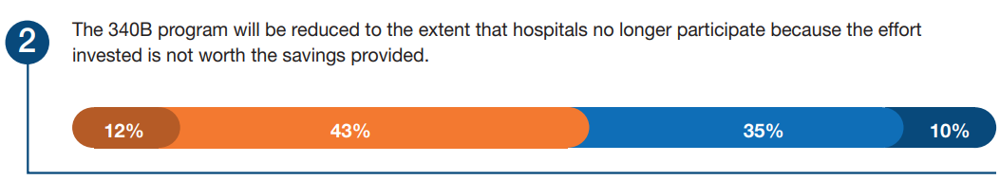 2
The 340B program will be reduced to the extent that hospitals no longer participate because the effort
invested is not worth the savings provided.
12% 43% 35% 10%